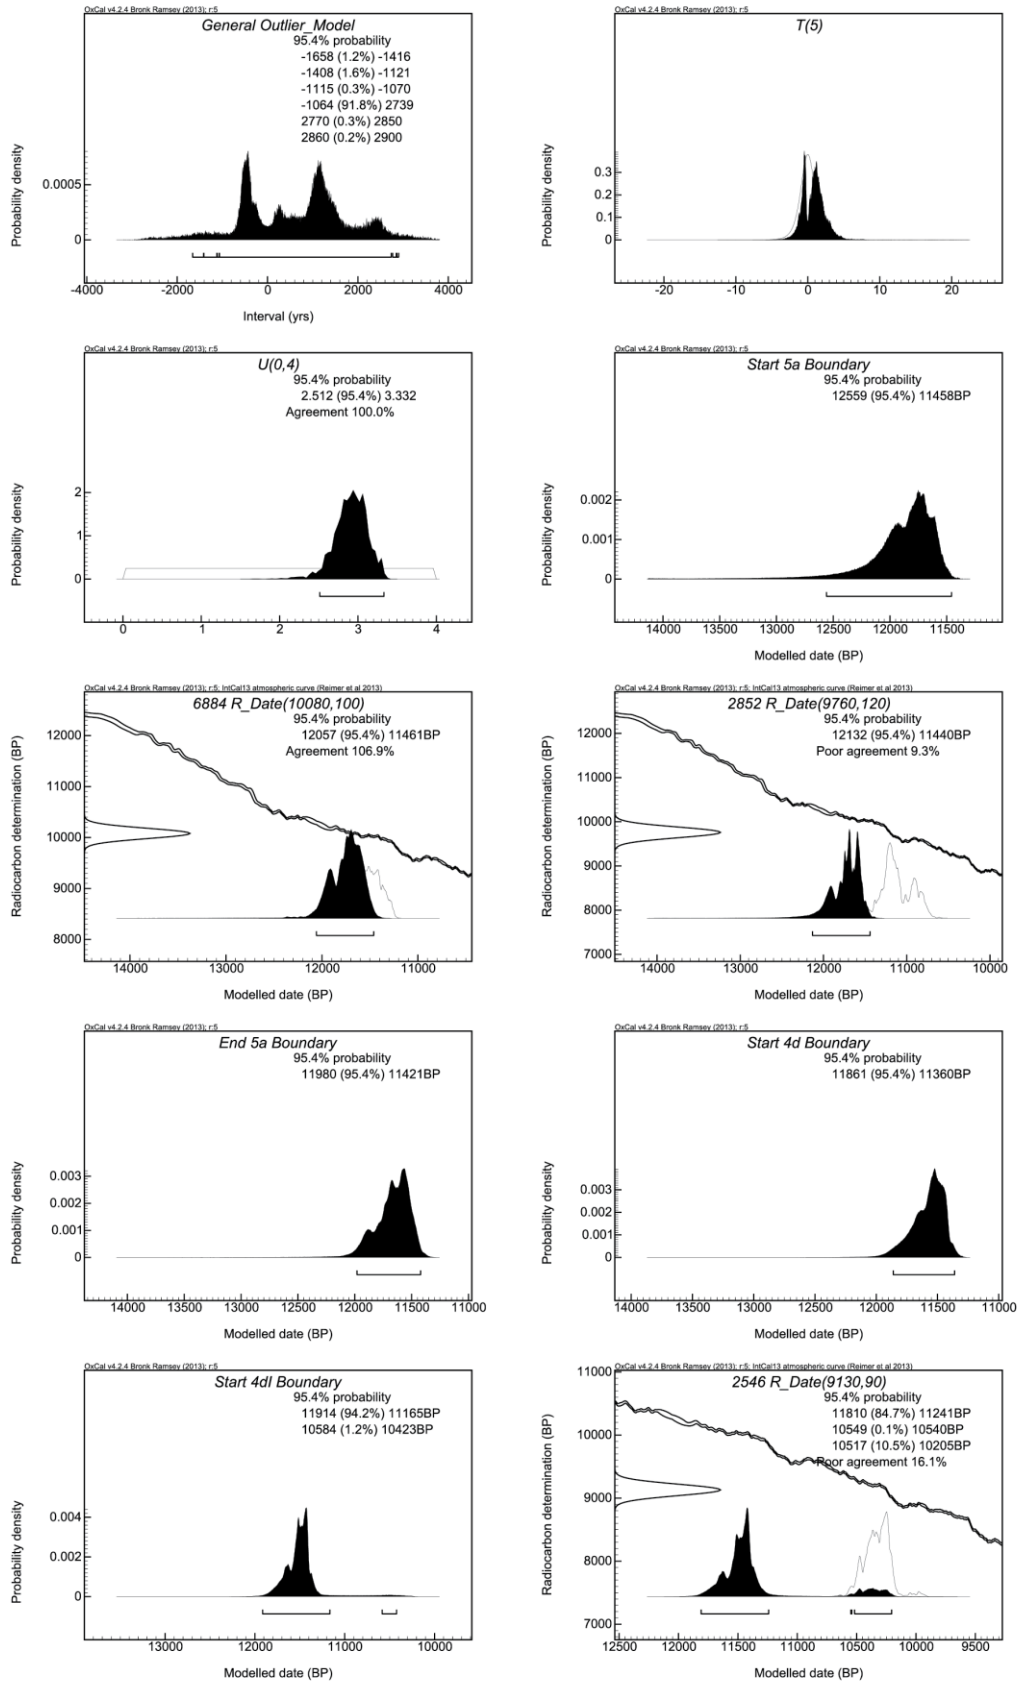 OxCal v4.2.4 Bronk Ramsey (2013); r:5
General Outlier_Model
95.4% probability
-1658 (1.2%) -1416
-1408 (1.6%) -1121
-1115 (0.3%) -1070
-1064 (91.8%) 2739
2770 (0.3%) 2850
2860 (0.2%) 2900
Probability density
0.0005
0
-4000 -2000 0 2000 4000
Interval (yrs)
OxCal v4.2.4 Bronk Ramsey (2013); r:5
T(5)
Probability density
0.3
0.2
0.1
0
-20 -10 0 10 20
OxCal v4.2.4 Bronk Ramsey (2013); r:5
U(0,4)
95.4% probability
2.512 (95.4%) 3.332
Agreement 100.0%
Probability density
2
1
0
0 1 2 3 4
OxCal v4.2.4 Bronk Ramsey (2013); r:5
Start 5a Boundary
95.4% probability
12559 (95.4%) 11458BP
Probability density
0.002
0.001
0
14000 13500 13000 12500 12000 11500
Modelled date (BP)
OxCal v4.2.4 Bronk Ramsey (2013); r:5; IntCal13 atmospheric curve (Reimer et al 2013)
6884 R_Date(10080,100)
95.4% probability
12057 (95.4%) 11461BP
Agreement 106.9%
Radiocarbon determination (BP)
12000
11000
10000
9000
8000
14000 13000 12000 11000
Modelled date (BP)
OxCal v4.2.4 Bronk Ramsey (2013); r:5; IntCal13 atmospheric curve (Reimer et al 2013)
2852 R_Date(9760,120)
95.4% probability
12132 (95.4%) 11440BP
Poor agreement 9.3%
Radiocarbon determination (BP)
12000
11000
10000
9000
8000
7000
14000 13000 12000 11000 10000
Modelled date (BP)
OxCal v4.2.4 Bronk Ramsey (2013); r:5
End 5a Boundary
95.4% probability
11980 (95.4%) 11421BP
Probability density
0.003
0.002
0.001
0
14000 13000 12000 11500 11000
Modelled date (BP)
OxCal v4.2.4 Bronk Ramsey (2013); r:5
Start 4d Boundary
95.4% probability
11861 (95.4%) 11360BP
Probability density
0.003
0.002
0.001
0
14000 13500 13000 12500 12000 11500 11000
Modelled date (BP)
OxCal v4.2.4 Bronk Ramsey (2013); r:5
Start 4dl Boundary
95.4% probability
11914 (94.2%) 11165BP
10584 (1.2%) 10423BP
Probability density
0.004
0.002
0
13000 12000 11000 10000
Modelled date (BP)
OxCal v4.2.4 Bronk Ramsey (2013); r:5; IntCal13 atmospheric curve (Reimer et al 2013)
2546 R_Date(9130,90)
95.4% probability
11810 (84.7%) 11241BP
10549 (0.1%) 10540BP
10517 (10.5%) 10205BP
Poor agreement 16.1%
Radiocarbon determination (BP)
11000
10000
9000
8000
7000
12500 12000 11500 11000 10500 10000 9500
Modelled date (BP)